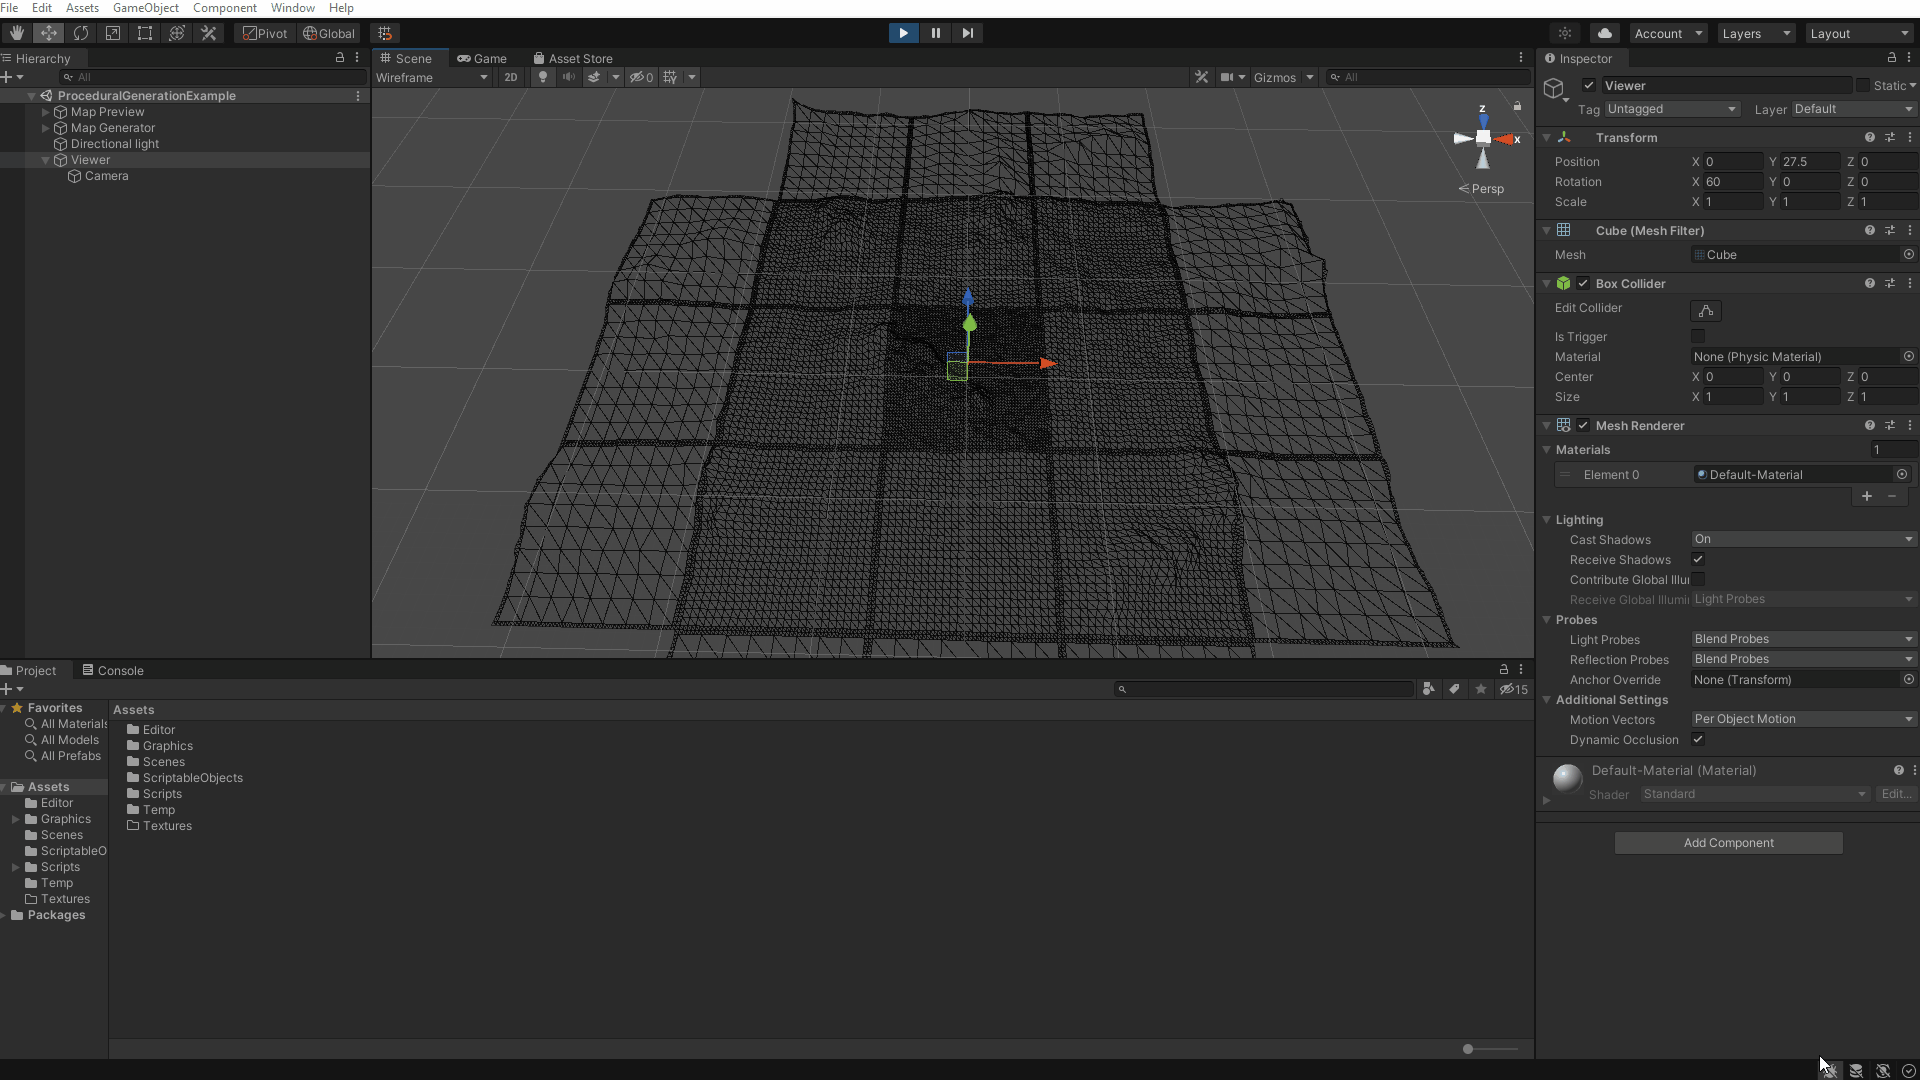 File Edit Assets GameObject Component Window Help
Pivot Global
Account Layers Layout
Hierarchy
All
ProceduralGenerationExample
Map Preview
Map Generator
Directional light
Viewer
Camera
Scene Game Asset Store
Wireframe 2D 0 Gizmos All
z
x
Persp
Inspector
Viewer Static
Tag Untagged Layer Default
Transform
Position X 0 Y 27.5 Z 0
Rotation X 60 Y 0 Z 0
Scale X 1 Y 1 Z 1
Cube (Mesh Filter)
Mesh Cube
Box Collider
Edit Collider
Is Trigger
Material None (Physic Material)
Center X 0 Y 0 Z 0
Size X 1 Y 1 Z 1
Mesh Renderer
Materials 1
Element 0 Default-Material
Lighting
Cast Shadows On
Receive Shadows
Contribute Global Illu
Receive Global Illumi Light Probes
Probes
Light Probes Blend Probes
Reflection Probes Blend Probes
Anchor Override None (Transform)
Additional Settings
Motion Vectors Per Object Motion
Dynamic Occlusion
Default-Material (Material)
Shader Standard Edit...
Add Component
Project Console
15
Favorites
All Materials
All Models
All Prefabs
Assets
Editor
Graphics
Scenes
ScriptableO
Scripts
Temp
Textures
Packages
Assets
Editor
Graphics
Scenes
ScriptableObjects
Scripts
Temp
Textures